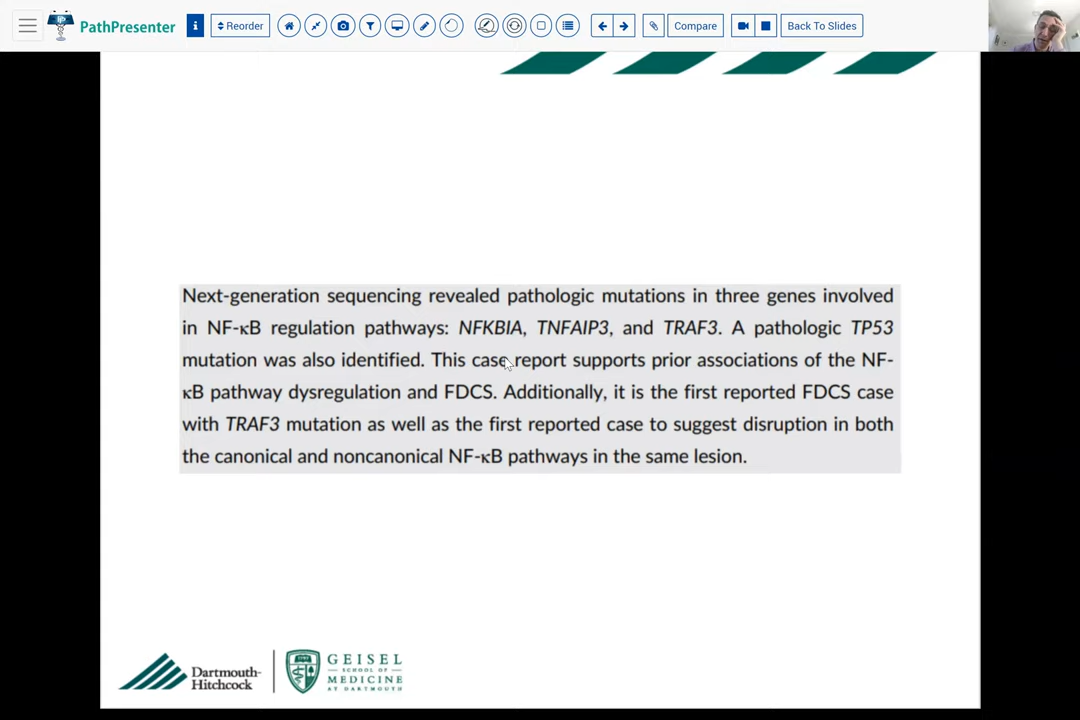 PathPresenter
i
Reorder
Compare
Back To Slides
Next-generation sequencing revealed pathologic mutations in three genes involved
in NF-κB regulation pathways: NFKBIA, TNFAIP3, and TRAF3. A pathologic TP53
mutation was also identified. This case report supports prior associations of the NF-
κB pathway dysregulation and FDCS. Additionally, it is the first reported FDCS case
with TRAF3 mutation as well as the first reported case to suggest disruption in both
the canonical and noncanonical NF-κB pathways in the same lesion.
Dartmouth-
Hitchcock
GEISEL
SCHOOL OF
MEDICINE
AT DARTMOUTH